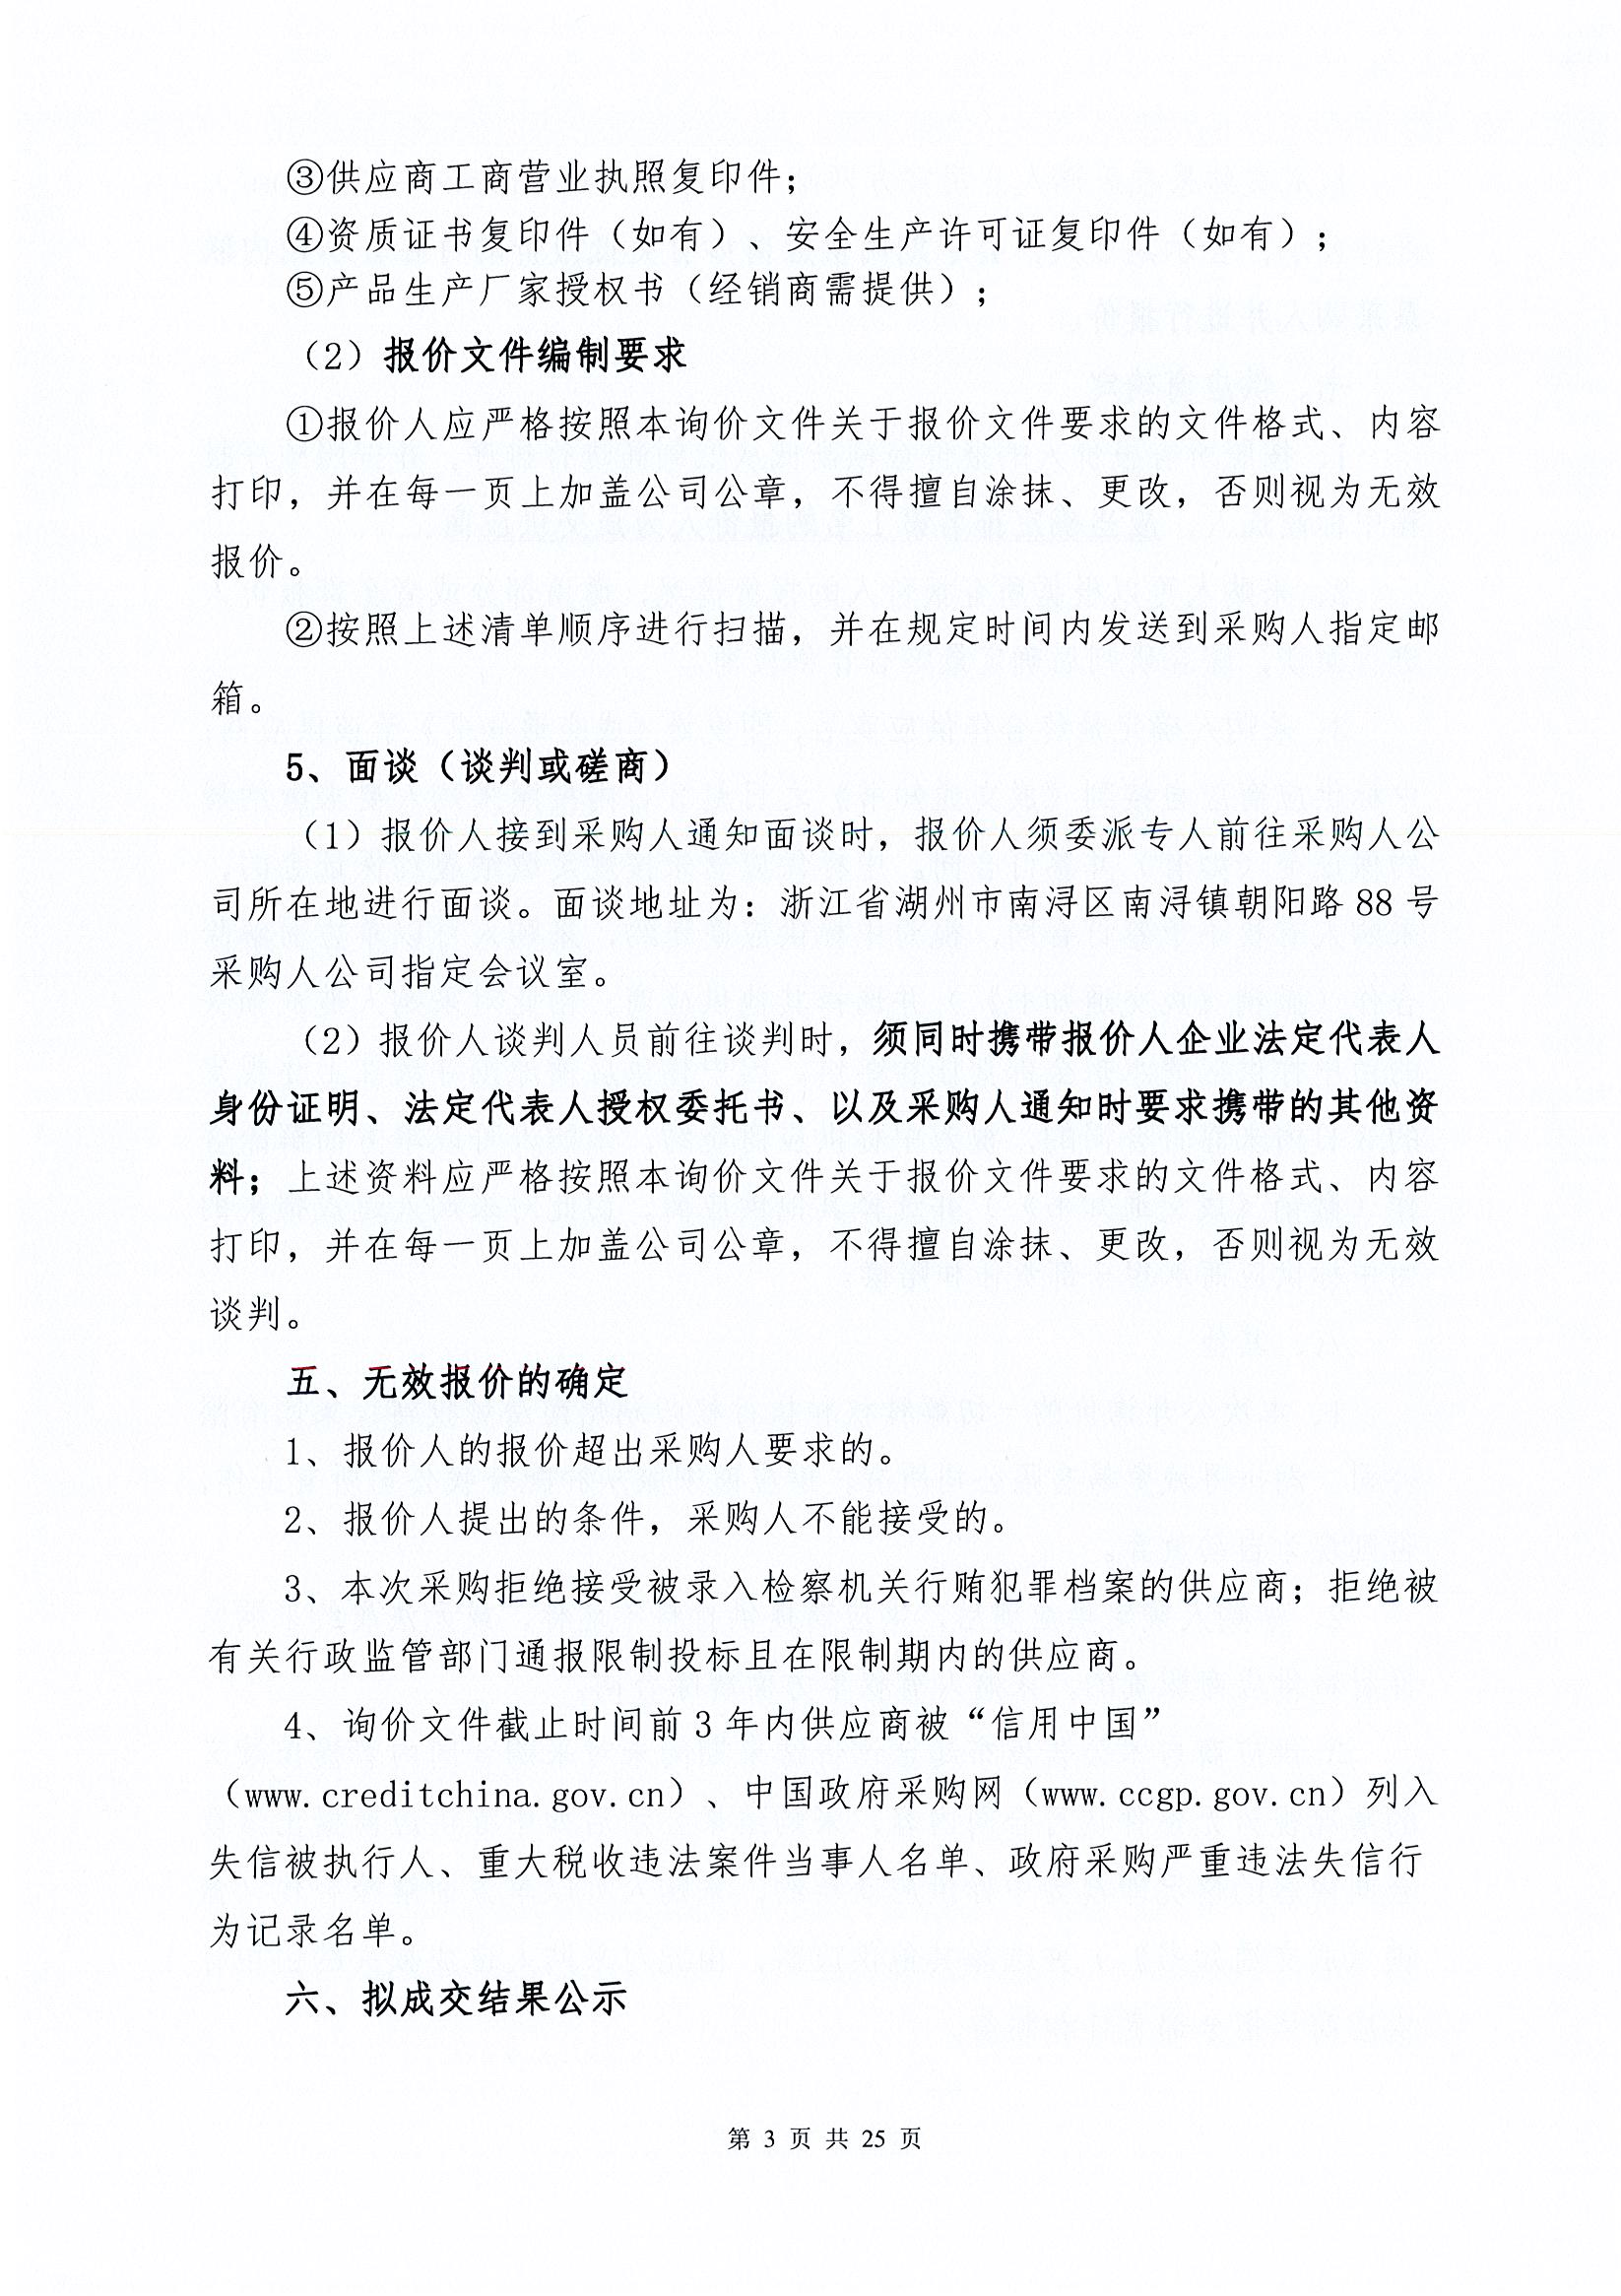 ③供应商工商营业执照复印件；
④资质证书复印件（如有）、安全生产许可证复印件（如有）；
⑤产品生产厂家授权书（经销商需提供）；
（2）报价文件编制要求
①报价人应严格按照本询价文件关于报价文件要求的文件格式、内容
打印，并在每一页上加盖公司公章，不得擅自涂抹、更改，否则视为无效
报价。
②按照上述清单顺序进行扫描，并在规定时间内发送到采购人指定邮
箱。
5、面谈（谈判或磋商）
（1）报价人接到采购人通知面谈时，报价人须委派专人前往采购人公
司所在地进行面谈。面谈地址为：浙江省湖州市南浔区南浔镇朝阳路 88 号
采购人公司指定会议室。
（2）报价人谈判人员前往谈判时，须同时携带报价人企业法定代表人
身份证明、法定代表人授权委托书、以及采购人通知时要求携带的其他资
料；上述资料应严格按照本询价文件关于报价文件要求的文件格式、内容
打印，并在每一页上加盖公司公章，不得擅自涂抹、更改，否则视为无效
谈判。
五、无效报价的确定
1、报价人的报价超出采购人要求的。
2、报价人提出的条件，采购人不能接受的。
3、本次采购拒绝接受被录入检察机关行贿犯罪档案的供应商；拒绝被
有关行政监管部门通报限制投标且在限制期内的供应商。
4、询价文件截止时间前 3 年内供应商被“信用中国”
（www.creditchina.gov.cn）、中国政府采购网（www.ccgp.gov.cn）列入
失信被执行人、重大税收违法案件当事人名单、政府采购严重违法失信行
为记录名单。
六、拟成交结果公示
第 3 页 共 25 页